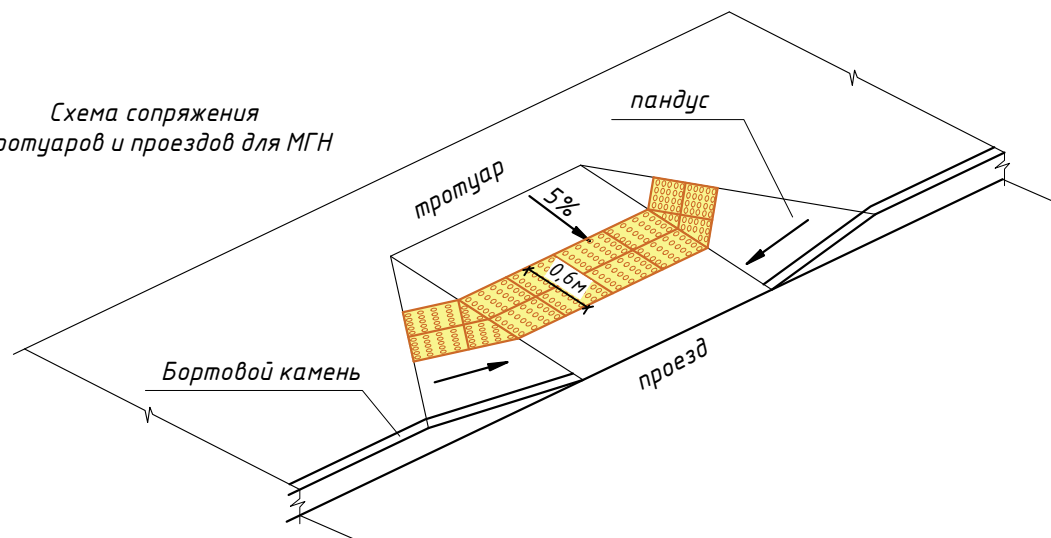 Схема сопряжения
ротуаров и проездов для МГН
пандус
тротуар
5%
0,6м
Бортовой камень
проезд